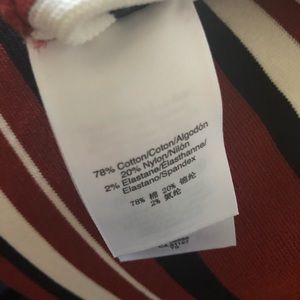 78% Cotton/Coton/Algodón
20% Nylon/Nilón
2% Elastane/Elasthanne/
Elastano/Spandex
78% 棉 20% 锦纶
2% 氨纶